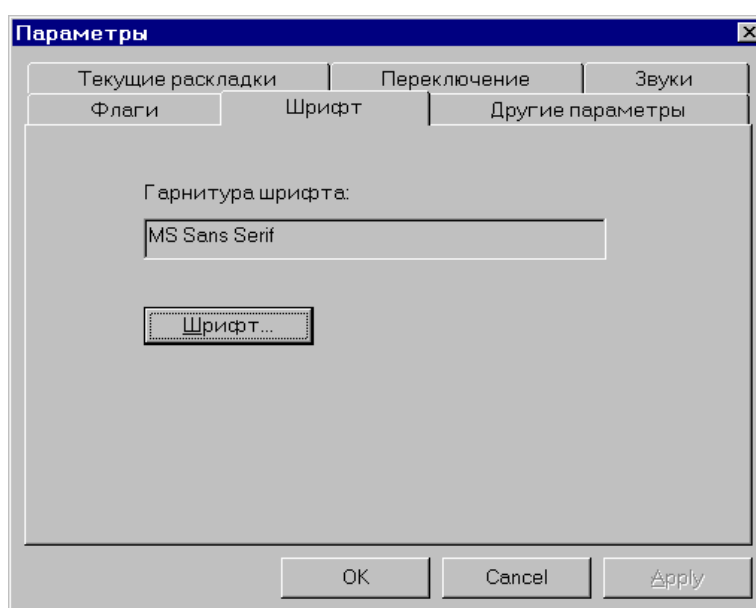 Параметры
Текущие раскладки Переключение Звуки
Флаги Шрифт Другие параметры
Гарнитура шрифта:
MS Sans Serif
Шрифт...
OK Cancel Apply